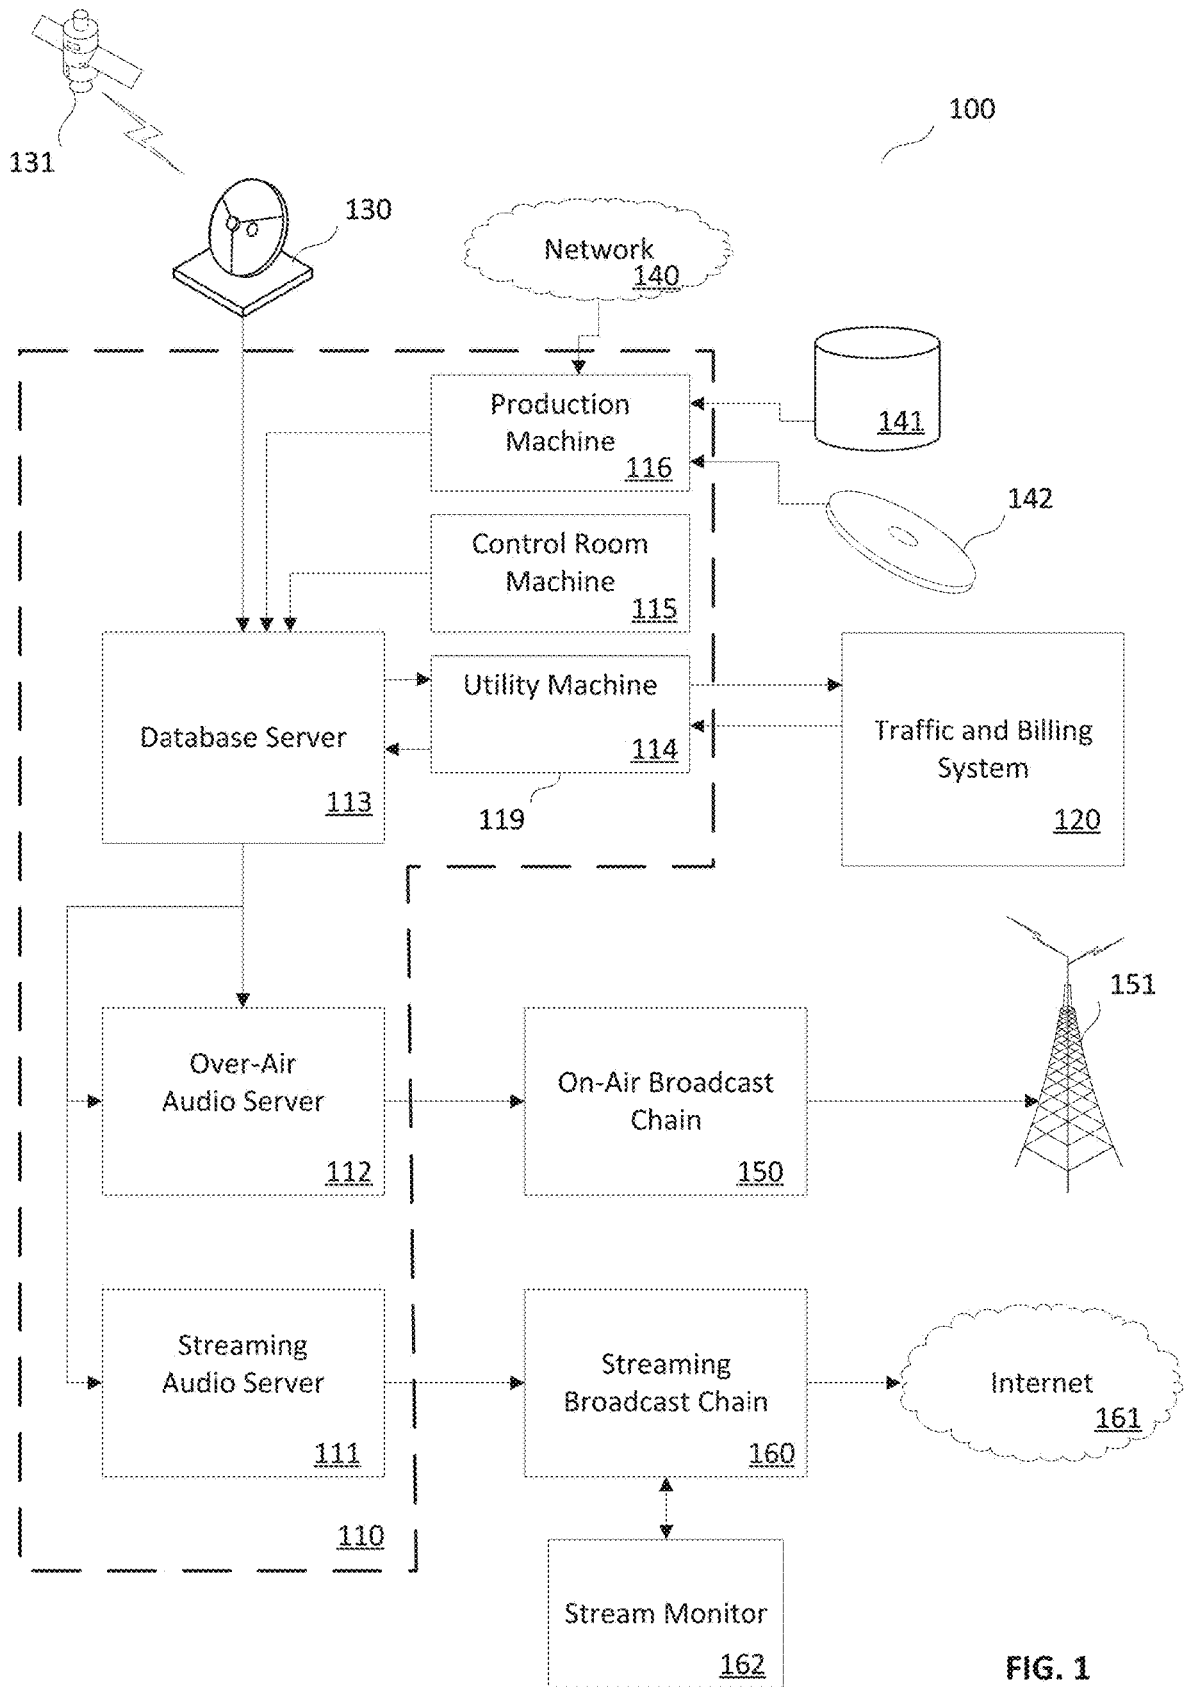 100
131
130
Network
140
Production
Machine
116
141
142
Control Room
Machine
115
Utility Machine
114
119
Database Server
113
Traffic and Billing
System
120
151
Over-Air
Audio Server
112
On-Air Broadcast
Chain
150
Streaming
Audio Server
111
Streaming
Broadcast Chain
160
Internet
161
110
Stream Monitor
162
FIG. 1